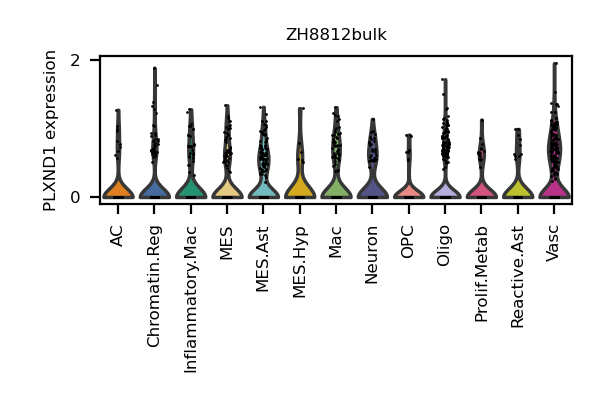 ZH8812bulk
PLXND1 expression
2
0
AC
Chromatin.Reg
Inflammatory.Mac
MES
MES.Ast
MES.Hyp
Mac
Neuron
OPC
Oligo
Prolif.Metab
Reactive.Ast
Vasc